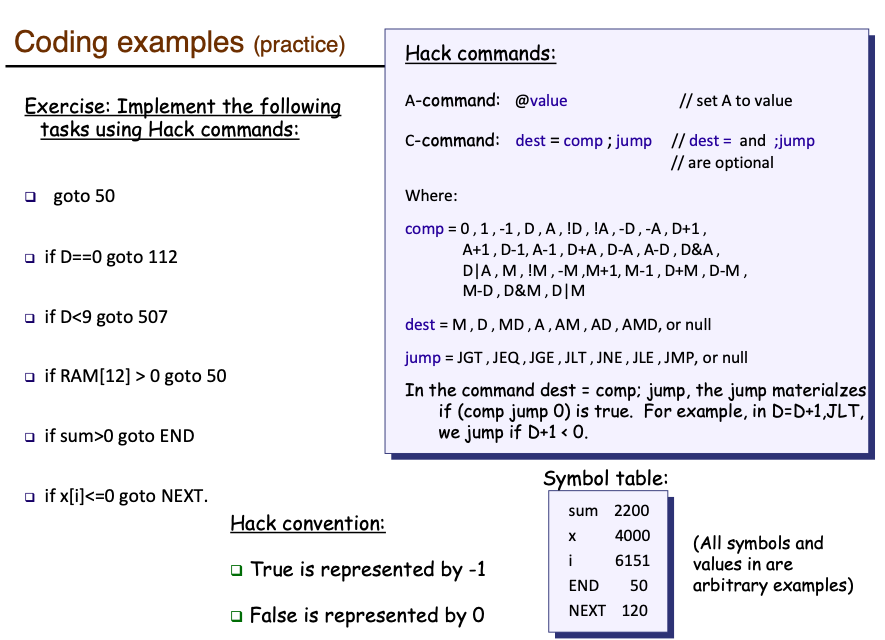 Coding examples (practice)
Exercise: Implement the following
tasks using Hack commands:
goto 50
if D==0 goto 112
if D<9 goto 507
if RAM[12] > 0 goto 50
if sum>0 goto END
if x[i]<=0 goto NEXT.
Hack commands:
A-command: @value // set A to value
C-command: dest = comp ; jump // dest = and ;jump
// are optional
Where:
comp = 0 , 1 , -1 , D , A , !D , !A , -D , -A , D+1 ,
A+1 , D-1, A-1 , D+A , D-A , A-D , D&A ,
D|A , M , !M , -M ,M+1, M-1 , D+M , D-M ,
M-D , D&M , D|M
dest = M , D , MD , A , AM , AD , AMD, or null
jump = JGT , JEQ , JGE , JLT , JNE , JLE , JMP, or null
In the command dest = comp; jump, the jump materialzes
if (comp jump 0) is true. For example, in D=D+1,JLT,
we jump if D+1 < 0.
Hack convention:
True is represented by -1
False is represented by 0
Symbol table:
sum 2200
x 4000
i 6151
END 50
NEXT 120
(All symbols and
values in are
arbitrary examples)